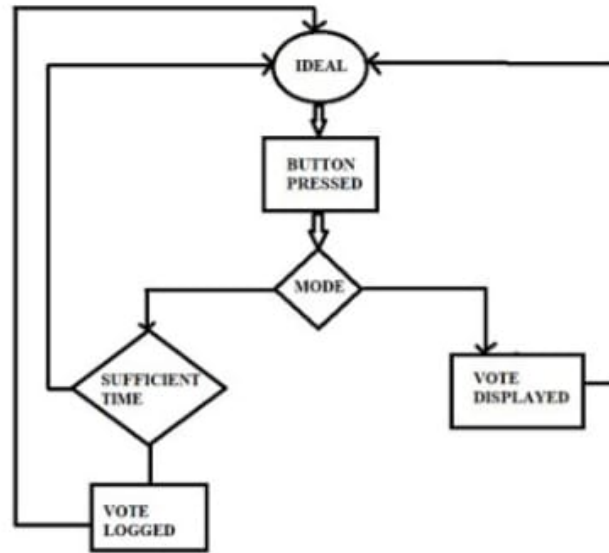 IDEAL
BUTTON
PRESSED
MODE
SUFFICIENT
TIME
VOTE
DISPLAYED
VOTE
LOGGED